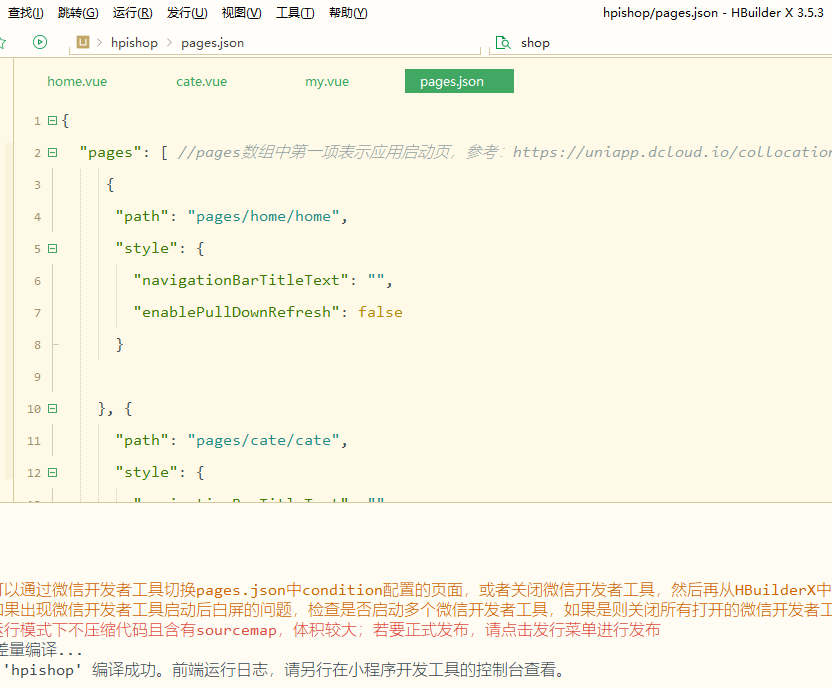 查找(I) 跳转(G) 运行(R) 发行(U) 视图(V) 工具(T) 帮助(Y) hpishop/pages.json - HBuilder X 3.5.3
U > hpishop > pages.json shop
home.vue cate.vue my.vue pages.json
1 {
2 "pages": [ //pages数组中第一项表示应用启动页，参考：https://uniapp.dcloud.io/collocation
3 {
4 "path": "pages/home/home",
5 "style": {
6 "navigationBarTitleText": "",
7 "enablePullDownRefresh": false
8 }
9
10 }, {
11 "path": "pages/cate/cate",
12 "style": {
"navigationBarTitleText": ""
可以通过微信开发者工具切换pages.json中condition配置的页面，或者关闭微信开发者工具，然后再从HBuilderX中
如果出现微信开发者工具启动后白屏的问题，检查是否启动多个微信开发者工具，如果是则关闭所有打开的微信开发者工
运行模式下不压缩代码且含有sourcemap，体积较大；若要正式发布，请点击发行菜单进行发布
差量编译...
'hpishop' 编译成功。前端运行日志，请另行在小程序开发工具的控制台查看。